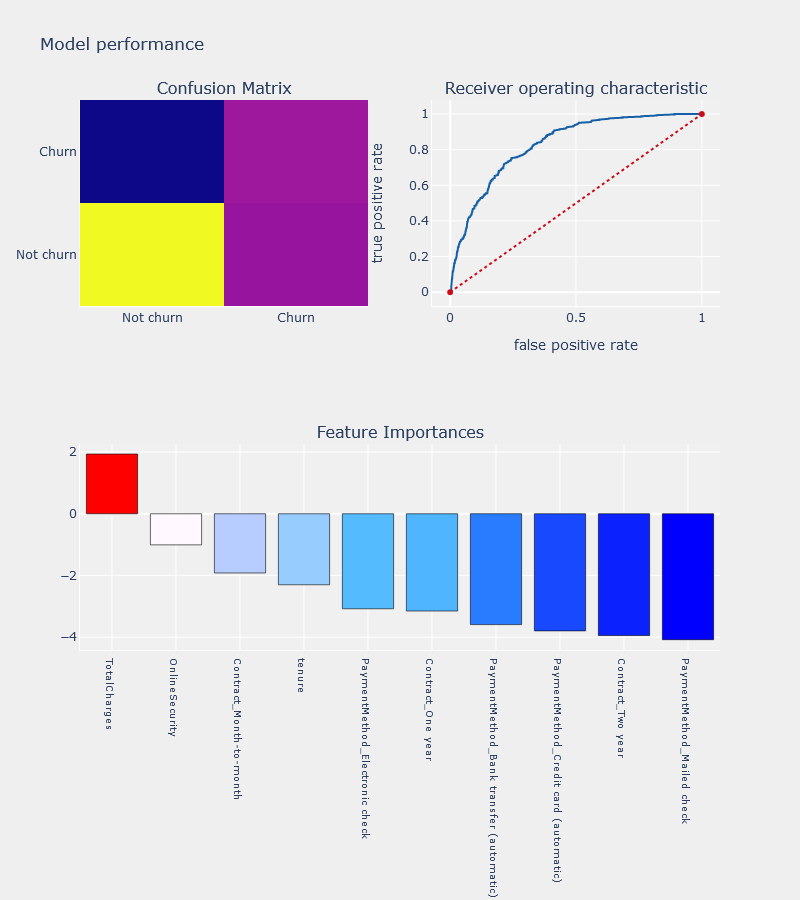 Model performance
Confusion Matrix
Churn
Not churn
Not churn
Churn
Receiver operating characteristic
true positive rate
1
0.8
0.6
0.4
0.2
0
0
0.5
1
false positive rate
Feature Importances
2
0
−2
−4
TotalCharges
OnlineSecurity
Contract_Month-to-month
tenure
PaymentMethod_Electronic check
Contract_One year
PaymentMethod_Bank transfer (automatic)
PaymentMethod_Credit card (automatic)
Contract_Two year
PaymentMethod_Mailed check